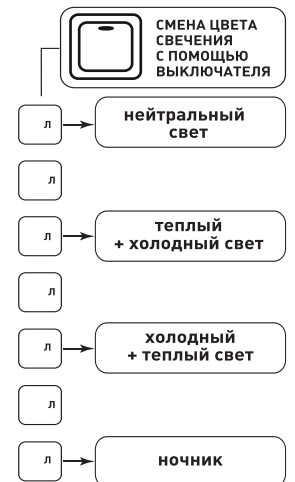 СМЕНА ЦВЕТА
СВЕЧЕНИЯ
С ПОМОЩЬЮ
ВЫКЛЮЧАТЕЛЯ
л
нейтральный
свет
л
л
теплый
+ холодный свет
л
л
холодный
+ теплый свет
л
л
ночник